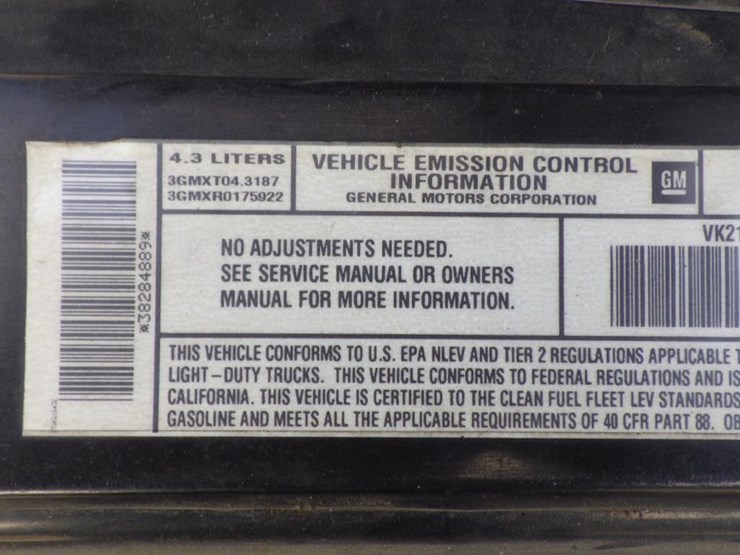 *38284889*
4.3 LITERS
3GMXT04.3187
3GMXR0175922
VEHICLE EMISSION CONTROL
INFORMATION
GENERAL MOTORS CORPORATION
GM
NO ADJUSTMENTS NEEDED.
SEE SERVICE MANUAL OR OWNERS
MANUAL FOR MORE INFORMATION.
VK21
THIS VEHICLE CONFORMS TO U.S. EPA NLEV AND TIER 2 REGULATIONS APPLICABLE T
LIGHT-DUTY TRUCKS. THIS VEHICLE CONFORMS TO FEDERAL REGULATIONS AND IS
CALIFORNIA. THIS VEHICLE IS CERTIFIED TO THE CLEAN FUEL FLEET LEV STANDARDS
GASOLINE AND MEETS ALL THE APPLICABLE REQUIREMENTS OF 40 CFR PART 88. OB